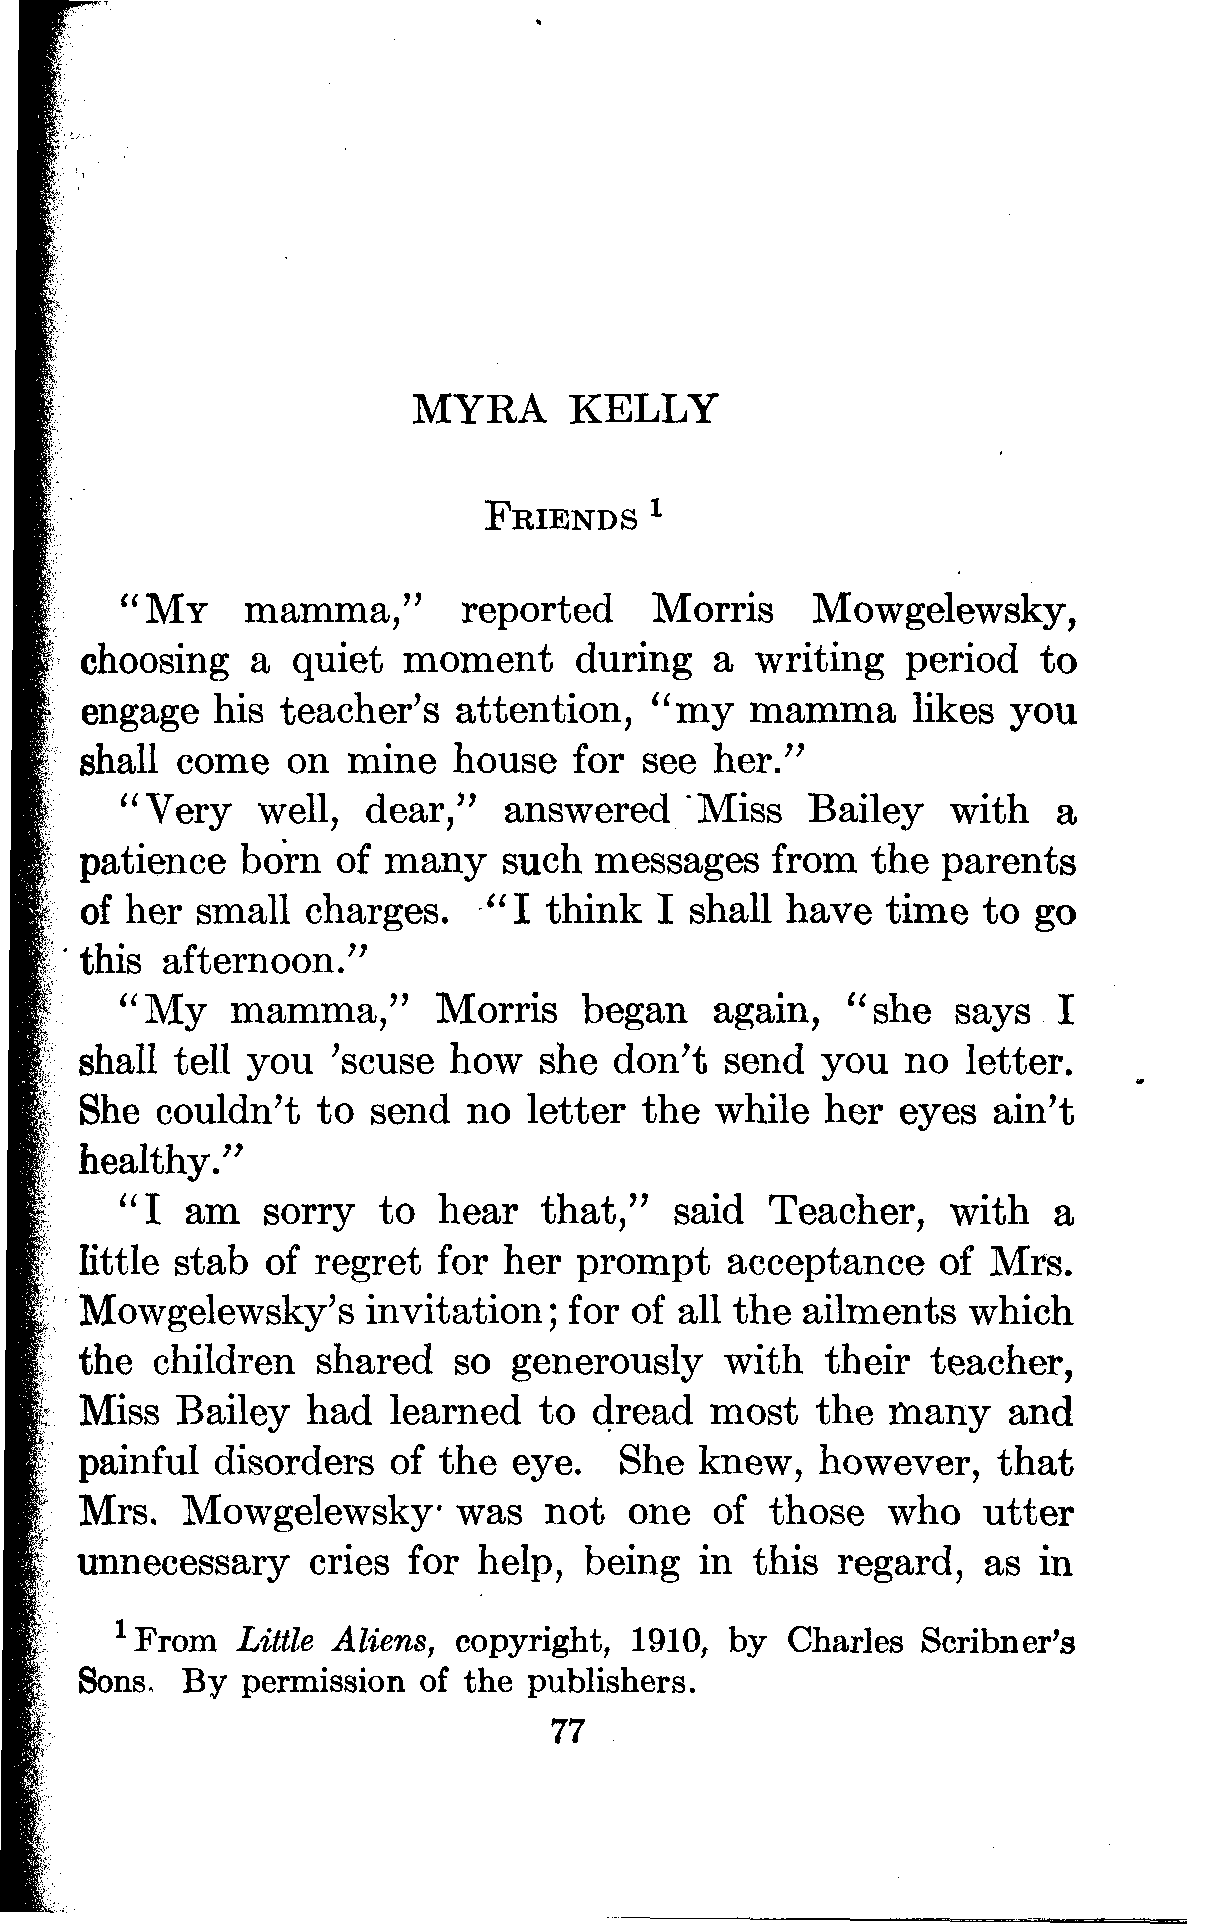 MYRA KELLY
FRIENDS ¹
"MY mamma," reported Morris Mowgelewsky,
choosing a quiet moment during a writing period to
engage his teacher's attention, "my mamma likes you
shall come on mine house for see her."
"Very well, dear," answered Miss Bailey with a
patience born of many such messages from the parents
of her small charges. "I think I shall have time to go
this afternoon."
"My mamma," Morris began again, "she says I
shall tell you 'scuse how she don't send you no letter.
She couldn't to send no letter the while her eyes ain't
healthy."
"I am sorry to hear that," said Teacher, with a
little stab of regret for her prompt acceptance of Mrs.
Mowgelewsky's invitation; for of all the ailments which
the children shared so generously with their teacher,
Miss Bailey had learned to dread most the many and
painful disorders of the eye. She knew, however, that
Mrs. Mowgelewsky was not one of those who utter
unnecessary cries for help, being in this regard, as in
¹ From Little Aliens, copyright, 1910, by Charles Scribner's
Sons. By permission of the publishers.
77